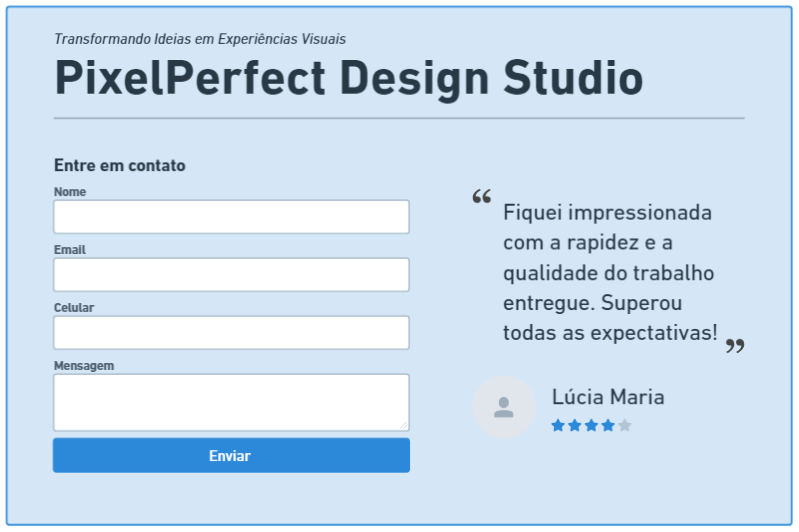 Transformando Ideias em Experiências Visuais
PixelPerfect Design Studio
Entre em contato
Nome
Email
Celular
Mensagem
Enviar
“
Fiquei impressionada
com a rapidez e a
qualidade do trabalho
entregue. Superou
todas as expectativas! ”
Lúcia Maria